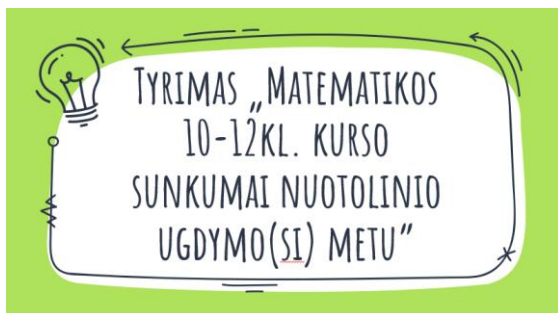 Tyrimas „Matematikos
10-12kl. kurso
sunkumai nuotolinio
ugdymo(si) metu”